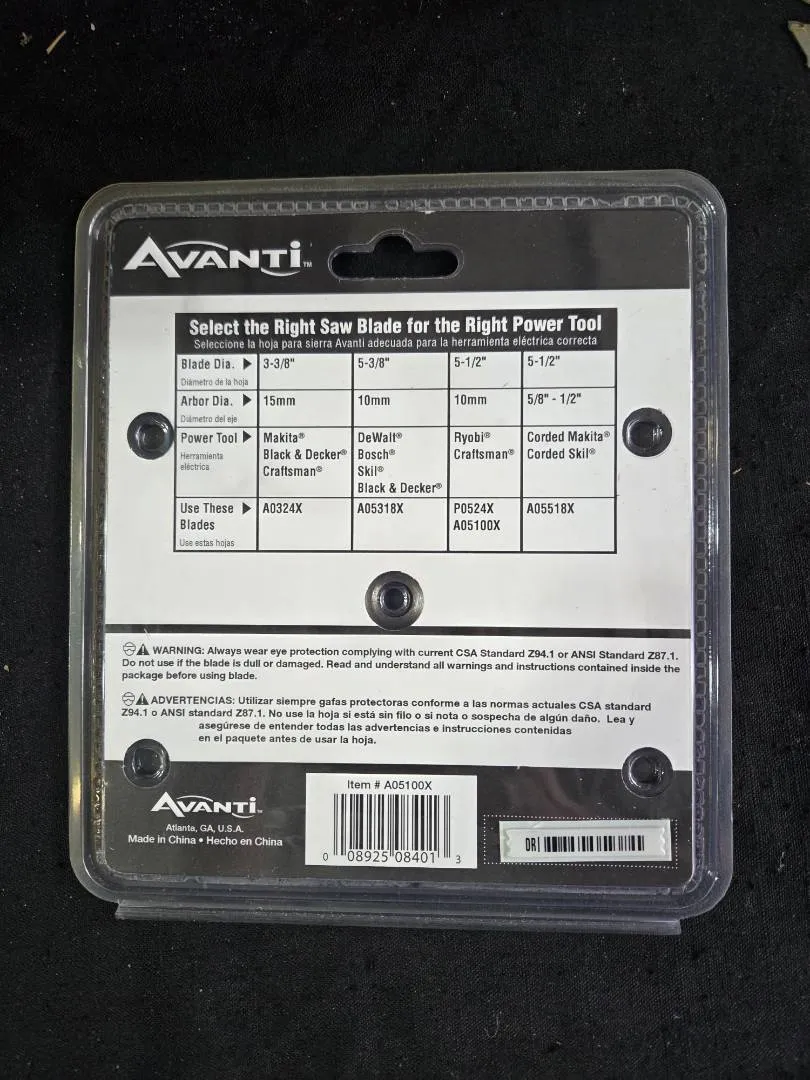 AVANTI™
Select the Right Saw Blade for the Right Power Tool
Seleccione la hoja para sierra Avanti adecuada para la herramienta eléctrica correcta
Blade Dia. ▶ 3-3/8" 5-3/8" 5-1/2" 5-1/2"
Diámetro de la hoja
Arbor Dia. ▶ 15mm 10mm 10mm 5/8" - 1/2"
Diámetro del eje
Power Tool ▶ Makita® DeWalt® Ryobi® Corded Makita®
Herramienta Black & Decker® Bosch® Craftsman® Corded Skil®
eléctrica Craftsman® Skil®
Black & Decker®
Use These ▶ A0324X A05318X P0524X A05518X
Blades A05100X
Use estas hojas
WARNING: Always wear eye protection complying with current CSA Standard Z94.1 or ANSI Standard Z87.1.
Do not use if the blade is dull or damaged. Read and understand all warnings and instructions contained inside the
package before using blade.
ADVERTENCIAS: Utilizar siempre gafas protectoras conforme a las normas actuales CSA standard
Z94.1 o ANSI standard Z87.1. No use la hoja si está sin filo o si nota o sospecha de algún daño. Lea y
asegúrese de entender todas las advertencias e instrucciones contenidas
en el paquete antes de usar la hoja.
AVANTI™
Atlanta, GA, U.S.A.
Made in China • Hecho en China
Item # A05100X
0 08925 08401 3
DR